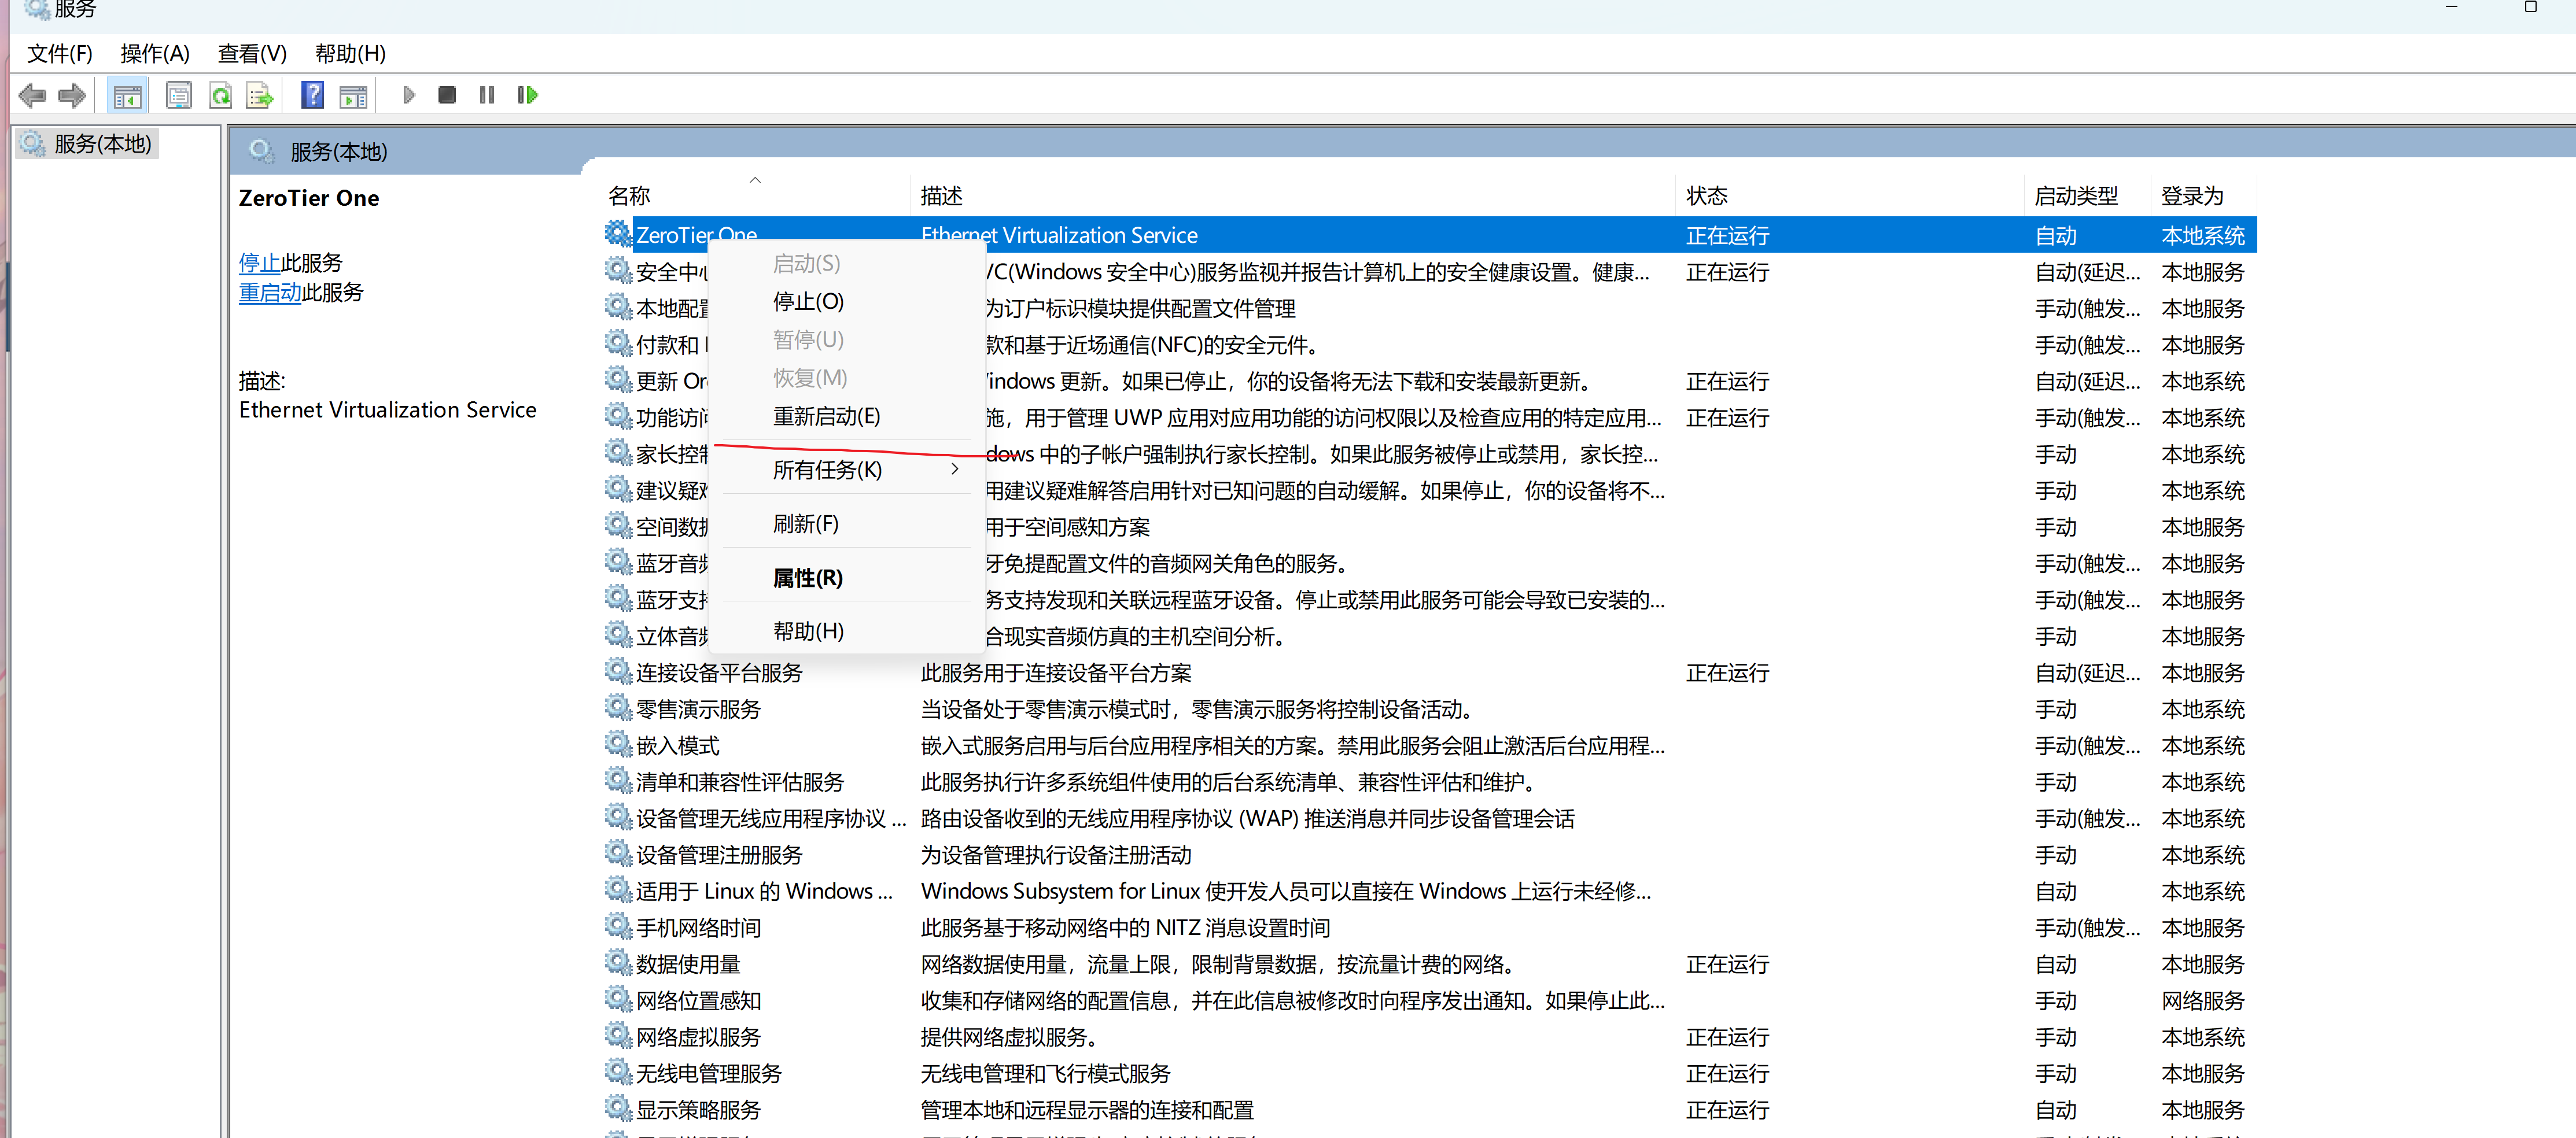 服务
文件(F) 操作(A) 查看(V) 帮助(H)
服务(本地)
服务(本地)
ZeroTier One
停止此服务
重启动此服务
描述:
Ethernet Virtualization Service
名称 描述 状态 启动类型 登录为
ZeroTier One Ethernet Virtualization Service 正在运行 自动 本地系统
安全中心 /C(Windows 安全中心)服务监视并报告计算机上的安全健康设置。健康... 正在运行 自动(延迟... 本地服务
本地配置 为订户标识模块提供配置文件管理 手动(触发... 本地服务
付款和 款和基于近场通信(NFC)的安全元件。 手动(触发... 本地服务
更新 Or indows 更新。如果已停止，你的设备将无法下载和安装最新更新。 正在运行 自动(延迟... 本地系统
功能访问 施，用于管理 UWP 应用对应用功能的访问权限以及检查应用的特定应用... 正在运行 手动(触发... 本地系统
家长控制 dows 中的子帐户强制执行家长控制。如果此服务被停止或禁用，家长控... 手动 本地系统
建议疑难 用建议疑难解答启用针对已知问题的自动缓解。如果停止，你的设备将不... 手动 本地系统
空间数据 用于空间感知方案 手动 本地服务
蓝牙音频 牙免提配置文件的音频网关角色的服务。 手动(触发... 本地服务
蓝牙支持 务支持发现和关联远程蓝牙设备。停止或禁用此服务可能会导致已安装的... 手动(触发... 本地服务
立体音频 合现实音频仿真的主机空间分析。 手动 本地服务
连接设备平台服务 此服务用于连接设备平台方案 正在运行 自动(延迟... 本地服务
零售演示服务 当设备处于零售演示模式时，零售演示服务将控制设备活动。 手动 本地系统
嵌入模式 嵌入式服务启用与后台应用程序相关的方案。禁用此服务会阻止激活后台应用程... 手动(触发... 本地系统
清单和兼容性评估服务 此服务执行许多系统组件使用的后台系统清单、兼容性评估和维护。 手动 本地系统
设备管理无线应用程序协议 ... 路由设备收到的无线应用程序协议 (WAP) 推送消息并同步设备管理会话 手动(触发... 本地系统
设备管理注册服务 为设备管理执行设备注册活动 手动 本地系统
适用于 Linux 的 Windows ... Windows Subsystem for Linux 使开发人员可以直接在 Windows 上运行未经修... 自动 本地系统
手机网络时间 此服务基于移动网络中的 NITZ 消息设置时间 手动(触发... 本地服务
数据使用量 网络数据使用量，流量上限，限制背景数据，按流量计费的网络。 正在运行 自动 本地服务
网络位置感知 收集和存储网络的配置信息，并在此信息被修改时向程序发出通知。如果停止此... 手动 网络服务
网络虚拟服务 提供网络虚拟服务。 正在运行 手动 本地系统
无线电管理服务 无线电管理和飞行模式服务 正在运行 手动 本地服务
显示策略服务 管理本地和远程显示器的连接和配置 正在运行 自动 本地服务
启动(S)
停止(O)
暂停(U)
恢复(M)
重新启动(E)
所有任务(K)
刷新(F)
属性(R)
帮助(H)